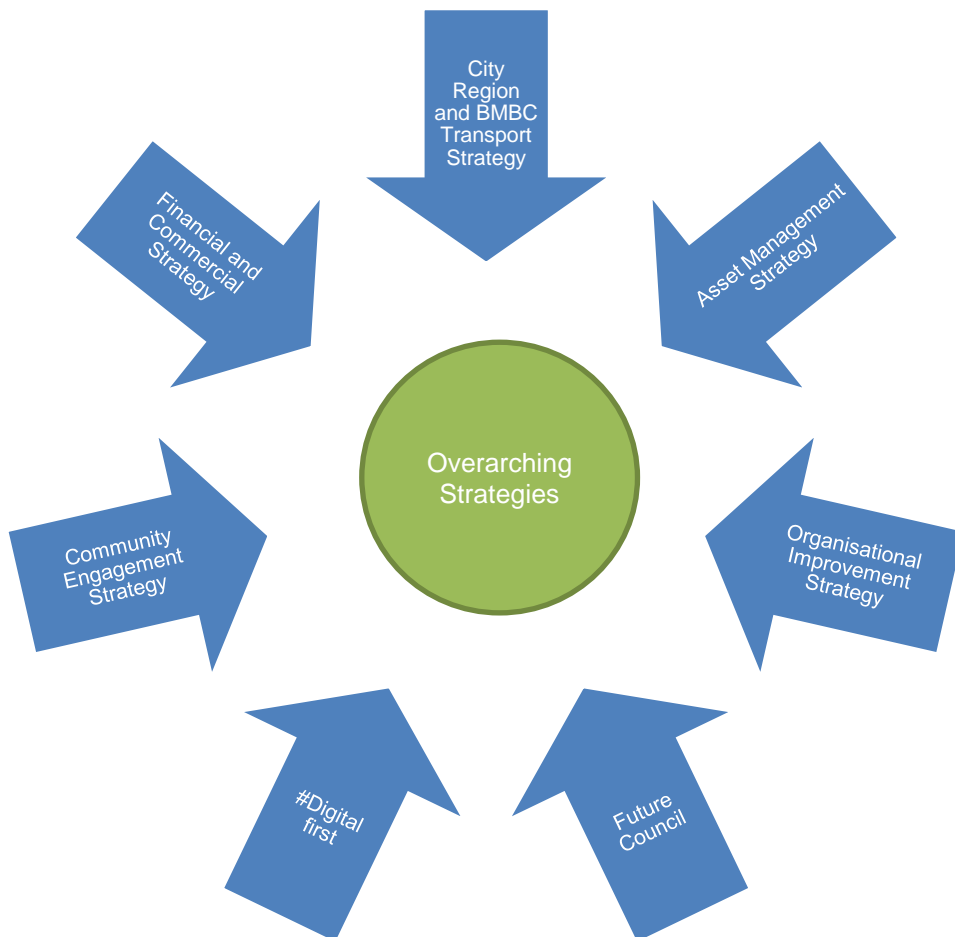 City
Region
and BMBC
Transport
Strategy
Asset Management
Strategy
Organisational
Improvement
Strategy
Future
Council
#Digital
first
Community
Engagement
Strategy
Financial and
Commercial
Strategy
Overarching
Strategies